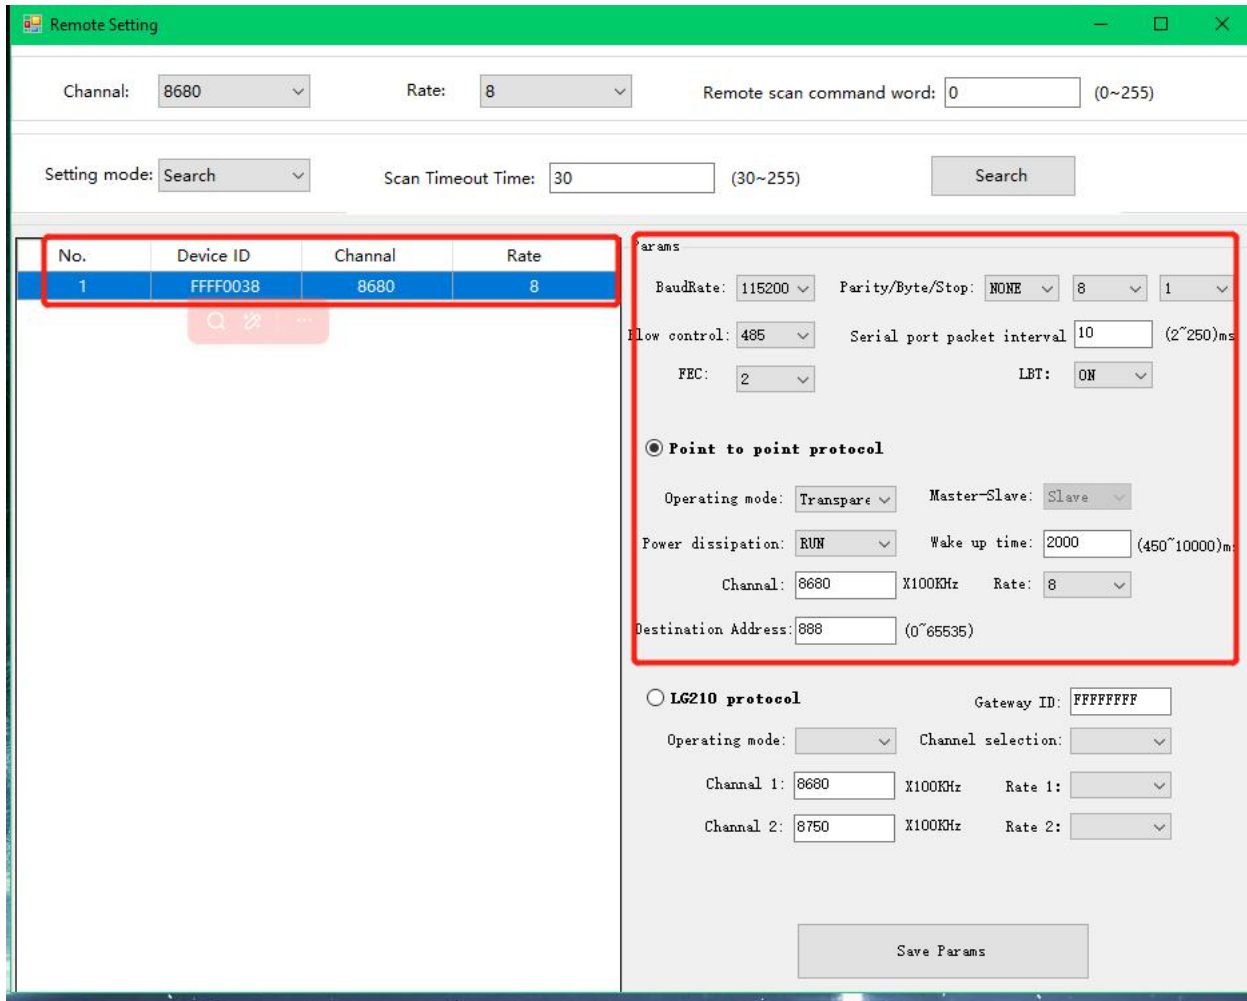 Remote Setting
Channal: 8680 Rate: 8 Remote scan command word: 0 (0~255)
Setting mode: Search Scan Timeout Time: 30 (30~255) Search
No. Device ID Channal Rate
1 FFFF0038 8680 8
Params
BaudRate: 115200 Parity/Byte/Stop: NONE 8 1
Flow control: 485 Serial port packet interval 10 (2~250)ms
FEC: 2 LBT: ON
Point to point protocol
Operating mode: Transpare Master-Slave: Slave
Power dissipation: RUN Wake up time: 2000 (450~10000)ms
Channal: 8680 X100KHz Rate: 8
Destination Address: 888 (0~65535)
LG210 protocol Gateway ID: FFFFFFFF
Operating mode: Channel selection:
Channal 1: 8680 X100KHz Rate 1:
Channal 2: 8750 X100KHz Rate 2:
Save Params